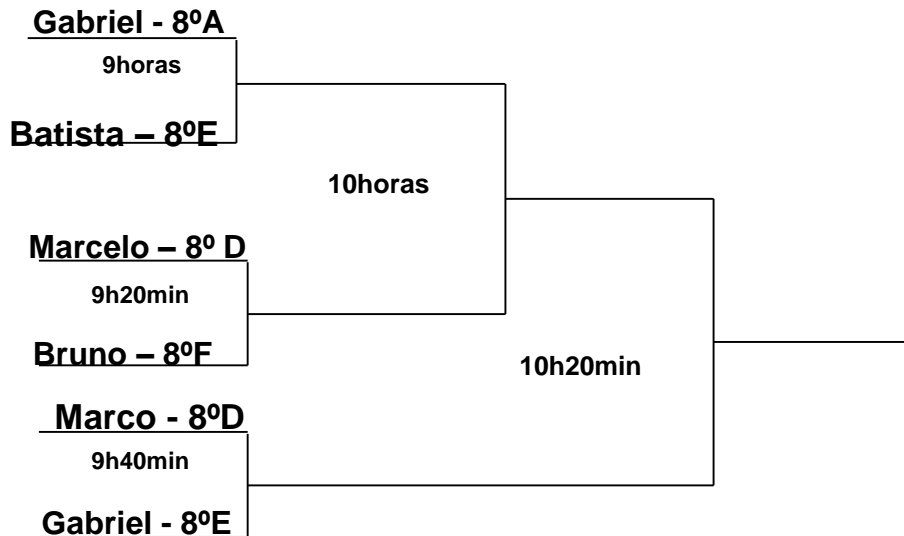 Gabriel - 8ºA
9horas
Batista – 8ºE
10horas
Marcelo – 8º D
9h20min
Bruno – 8ºF
10h20min
Marco - 8ºD
9h40min
Gabriel - 8ºE